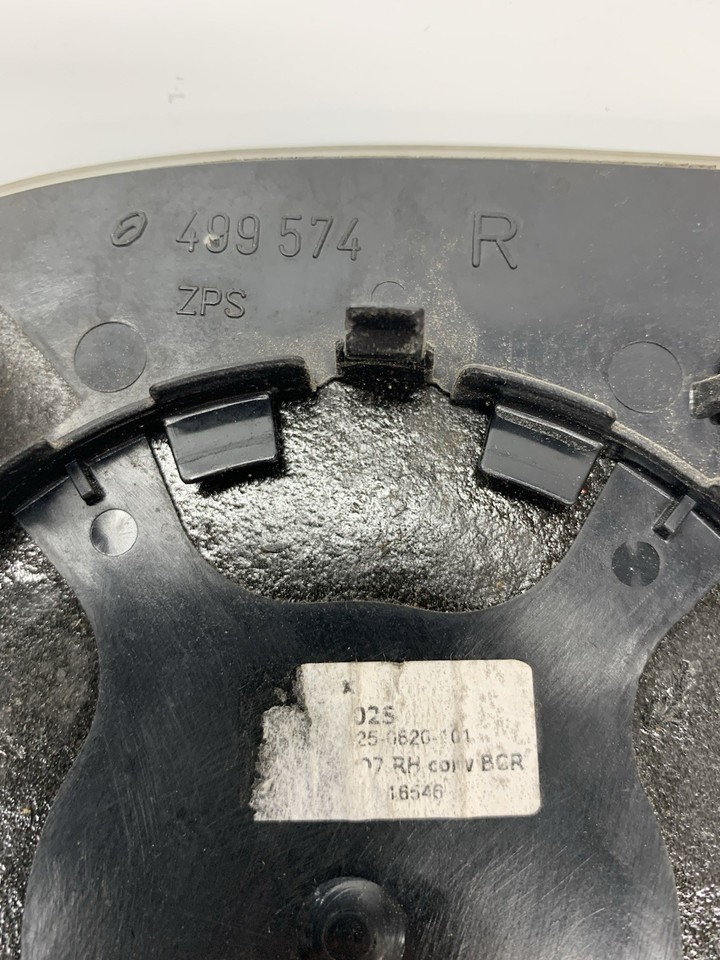 499 574 R
ZPS
025
25-0620-101
07 RH conv BCR
16546